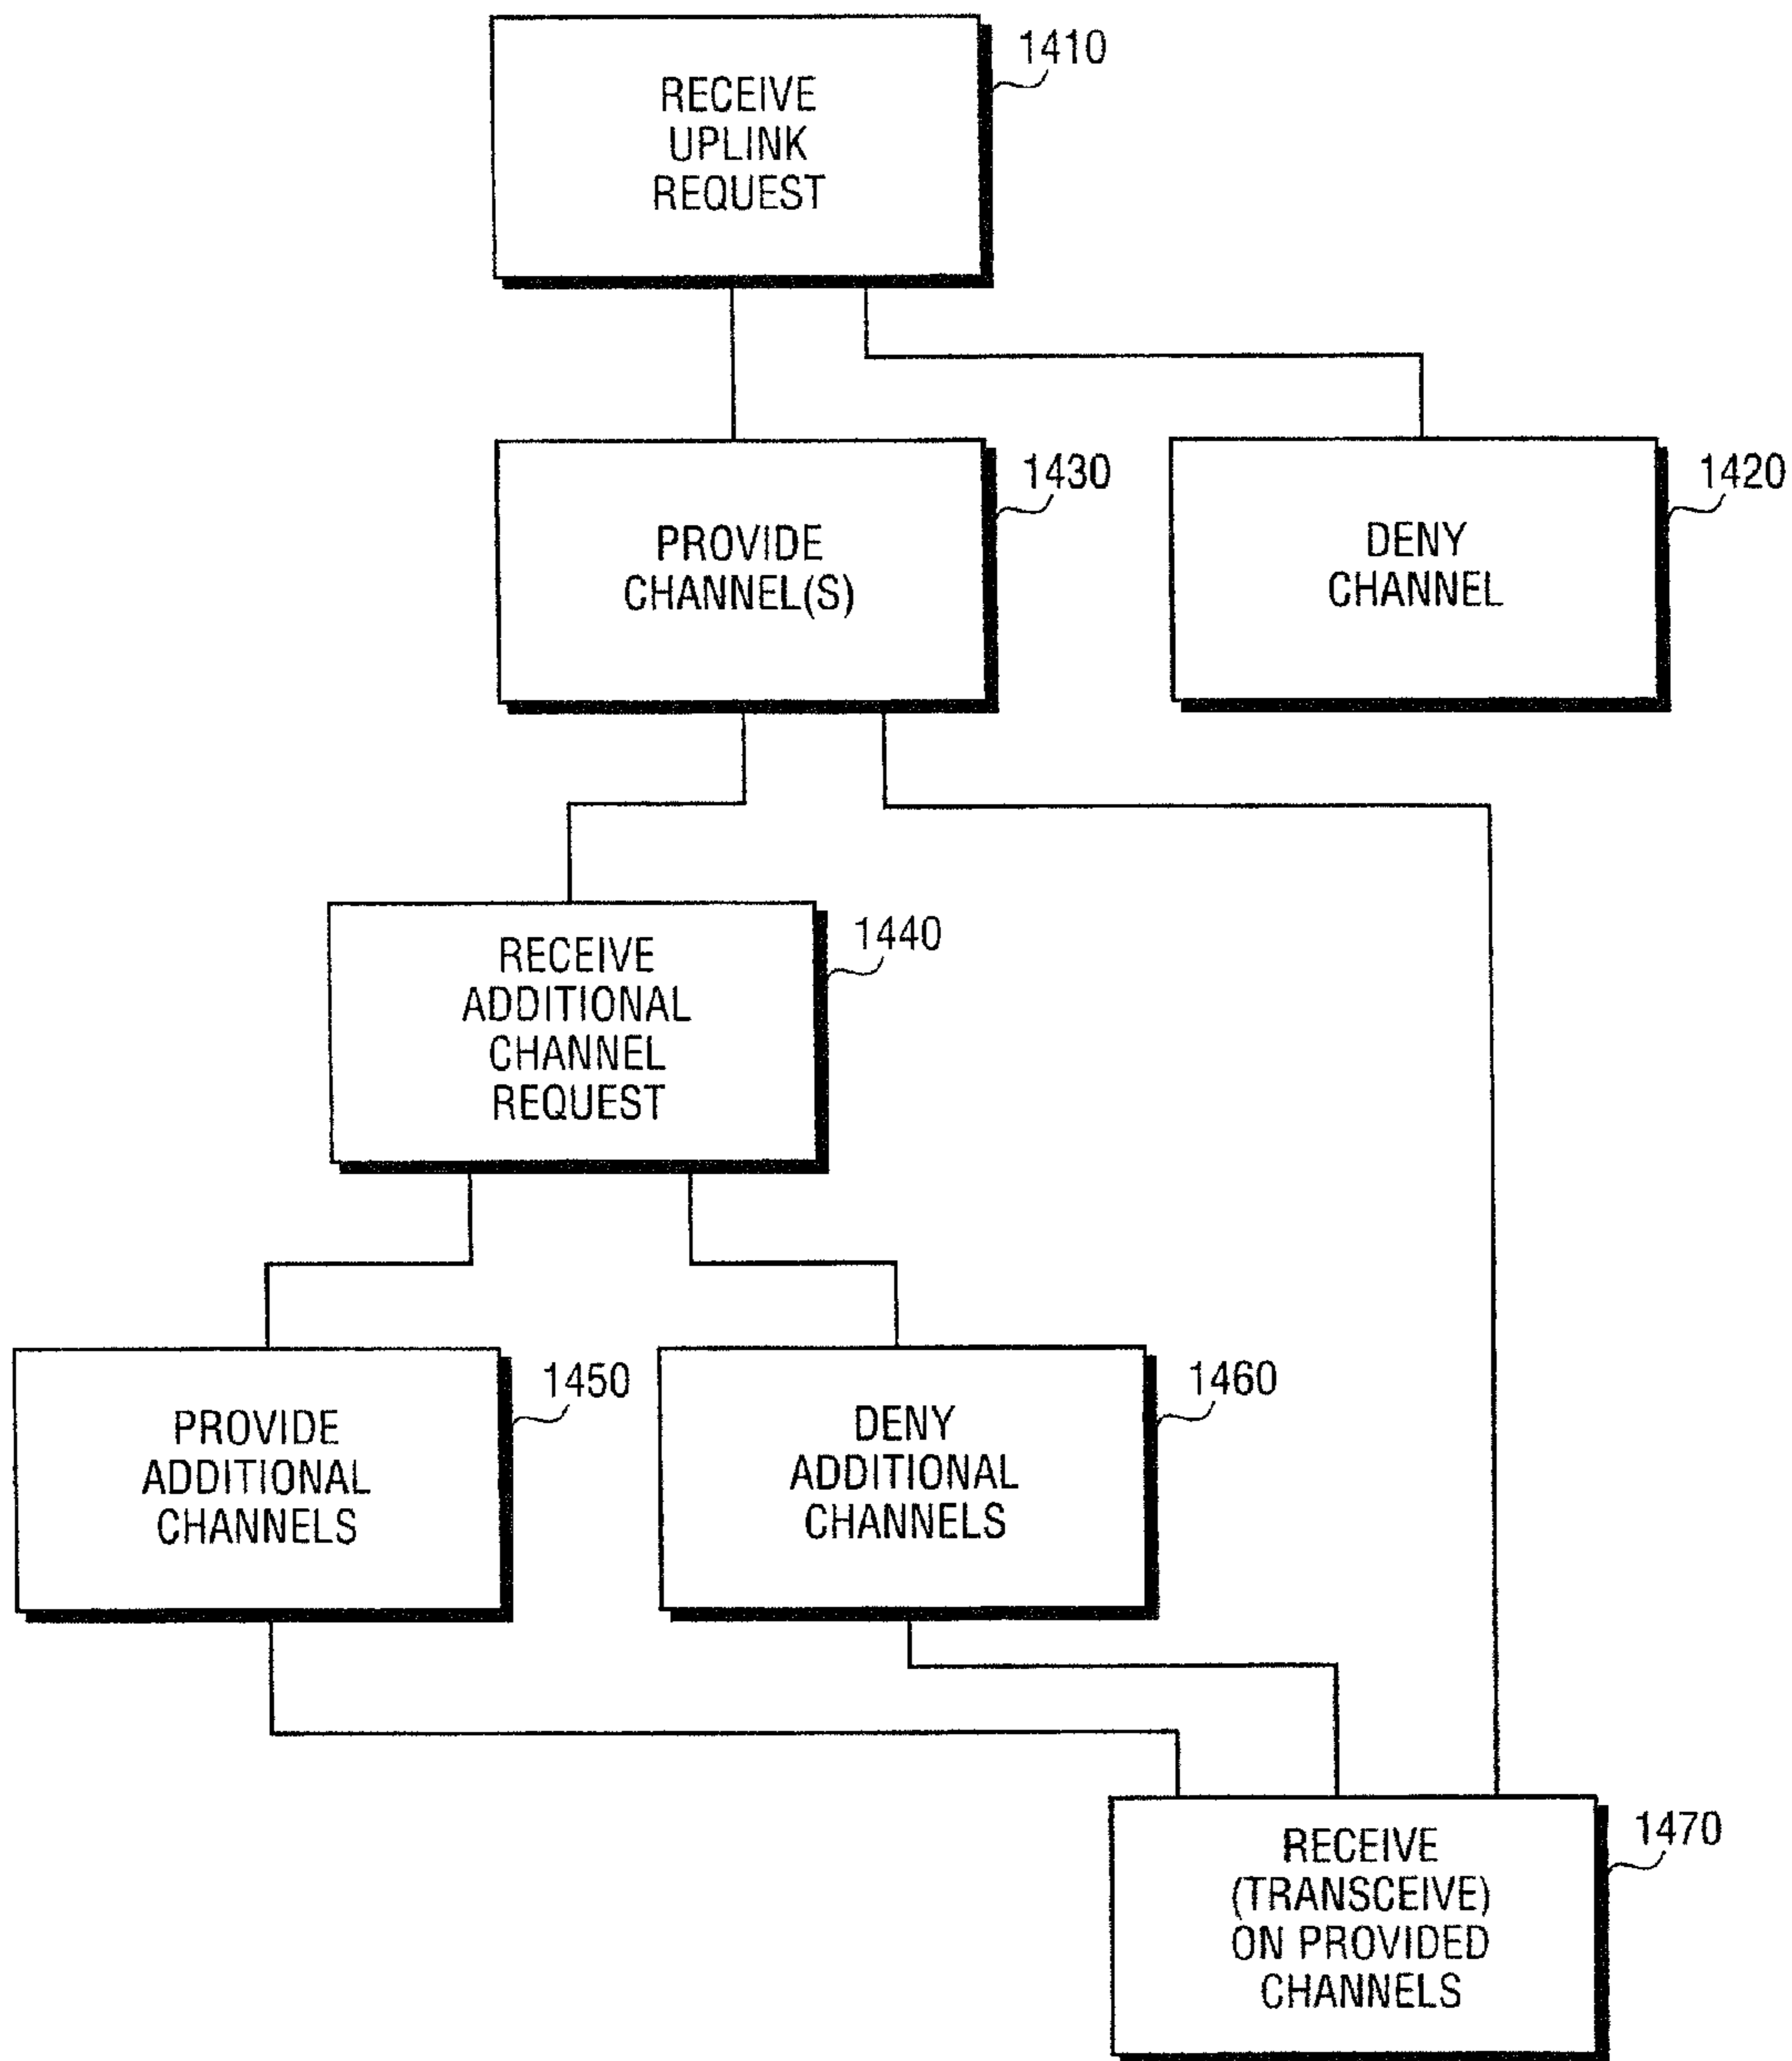 RECEIVE
UPLINK
REQUEST
1410
PROVIDE
CHANNEL(S)
1430
DENY
CHANNEL
1420
RECEIVE
ADDITIONAL
CHANNEL
REQUEST
1440
PROVIDE
ADDITIONAL
CHANNELS
1450
DENY
ADDITIONAL
CHANNELS
1460
RECEIVE
(TRANSCEIVE)
ON PROVIDED
CHANNELS
1470